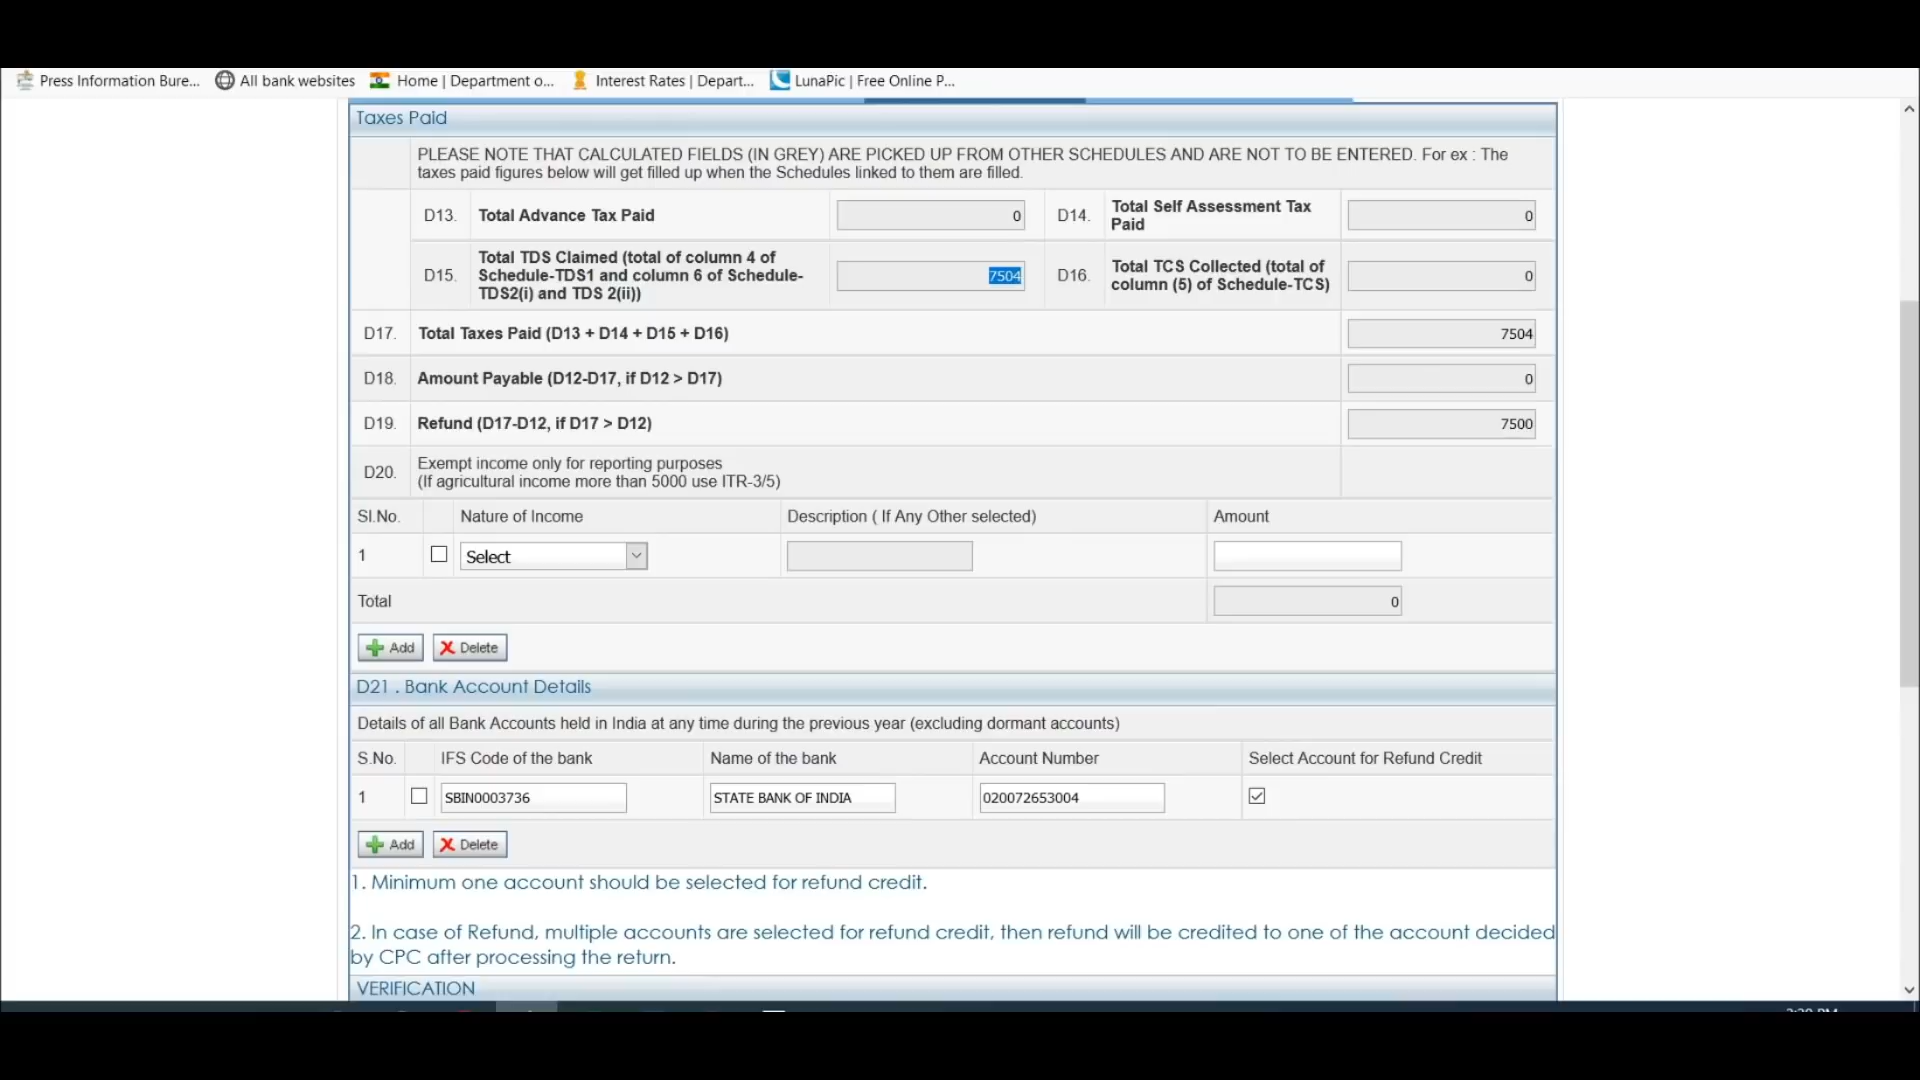 Press Information Bure... All bank websites Home | Department o... Interest Rates | Depart... LunaPic | Free Online P...
Taxes Paid
PLEASE NOTE THAT CALCULATED FIELDS (IN GREY) ARE PICKED UP FROM OTHER SCHEDULES AND ARE NOT TO BE ENTERED. For ex : The
taxes paid figures below will get filled up when the Schedules linked to them are filled.
D13. Total Advance Tax Paid 0 D14. Total Self Assessment Tax
Paid 0
D15. Total TDS Claimed (total of column 4 of
Schedule-TDS1 and column 6 of Schedule-
TDS2(i) and TDS 2(ii)) 7504 D16. Total TCS Collected (total of
column (5) of Schedule-TCS) 0
D17. Total Taxes Paid (D13 + D14 + D15 + D16) 7504
D18. Amount Payable (D12-D17, if D12 > D17) 0
D19. Refund (D17-D12, if D17 > D12) 7500
D20. Exempt income only for reporting purposes
(If agricultural income more than 5000 use ITR-3/5)
Sl.No. Nature of Income Description ( If Any Other selected) Amount
1 Select
Total 0
Add Delete
D21 . Bank Account Details
Details of all Bank Accounts held in India at any time during the previous year (excluding dormant accounts)
S.No. IFS Code of the bank Name of the bank Account Number Select Account for Refund Credit
1 SBIN0003736 STATE BANK OF INDIA 020072653004
Add Delete
1. Minimum one account should be selected for refund credit.
2. In case of Refund, multiple accounts are selected for refund credit, then refund will be credited to one of the account decided
by CPC after processing the return.
VERIFICATION